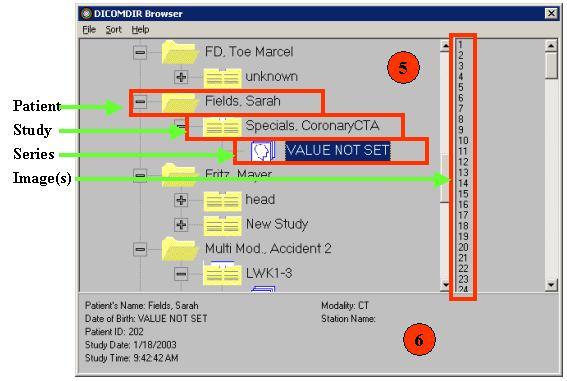 DICOMDIR Browser
File Sort Help
FD, Toe Marcel
unknown
Patient Fields, Sarah
Study Specials, CoronaryCTA
Series VALUE NOT SET
Image(s) Fritz, Mayer
head
New Study
Multi Mod., Accident 2
LWK1-3
5
1
2
3
4
5
6
7
8
9
10
11
12
13
14
15
16
17
18
19
20
21
22
23
24
Patient's Name: Fields, Sarah
Date of Birth: VALUE NOT SET
Patient ID: 202
Study Date: 1/18/2003
Study Time: 9:42:42 AM
Modality: CT
Station Name:
6